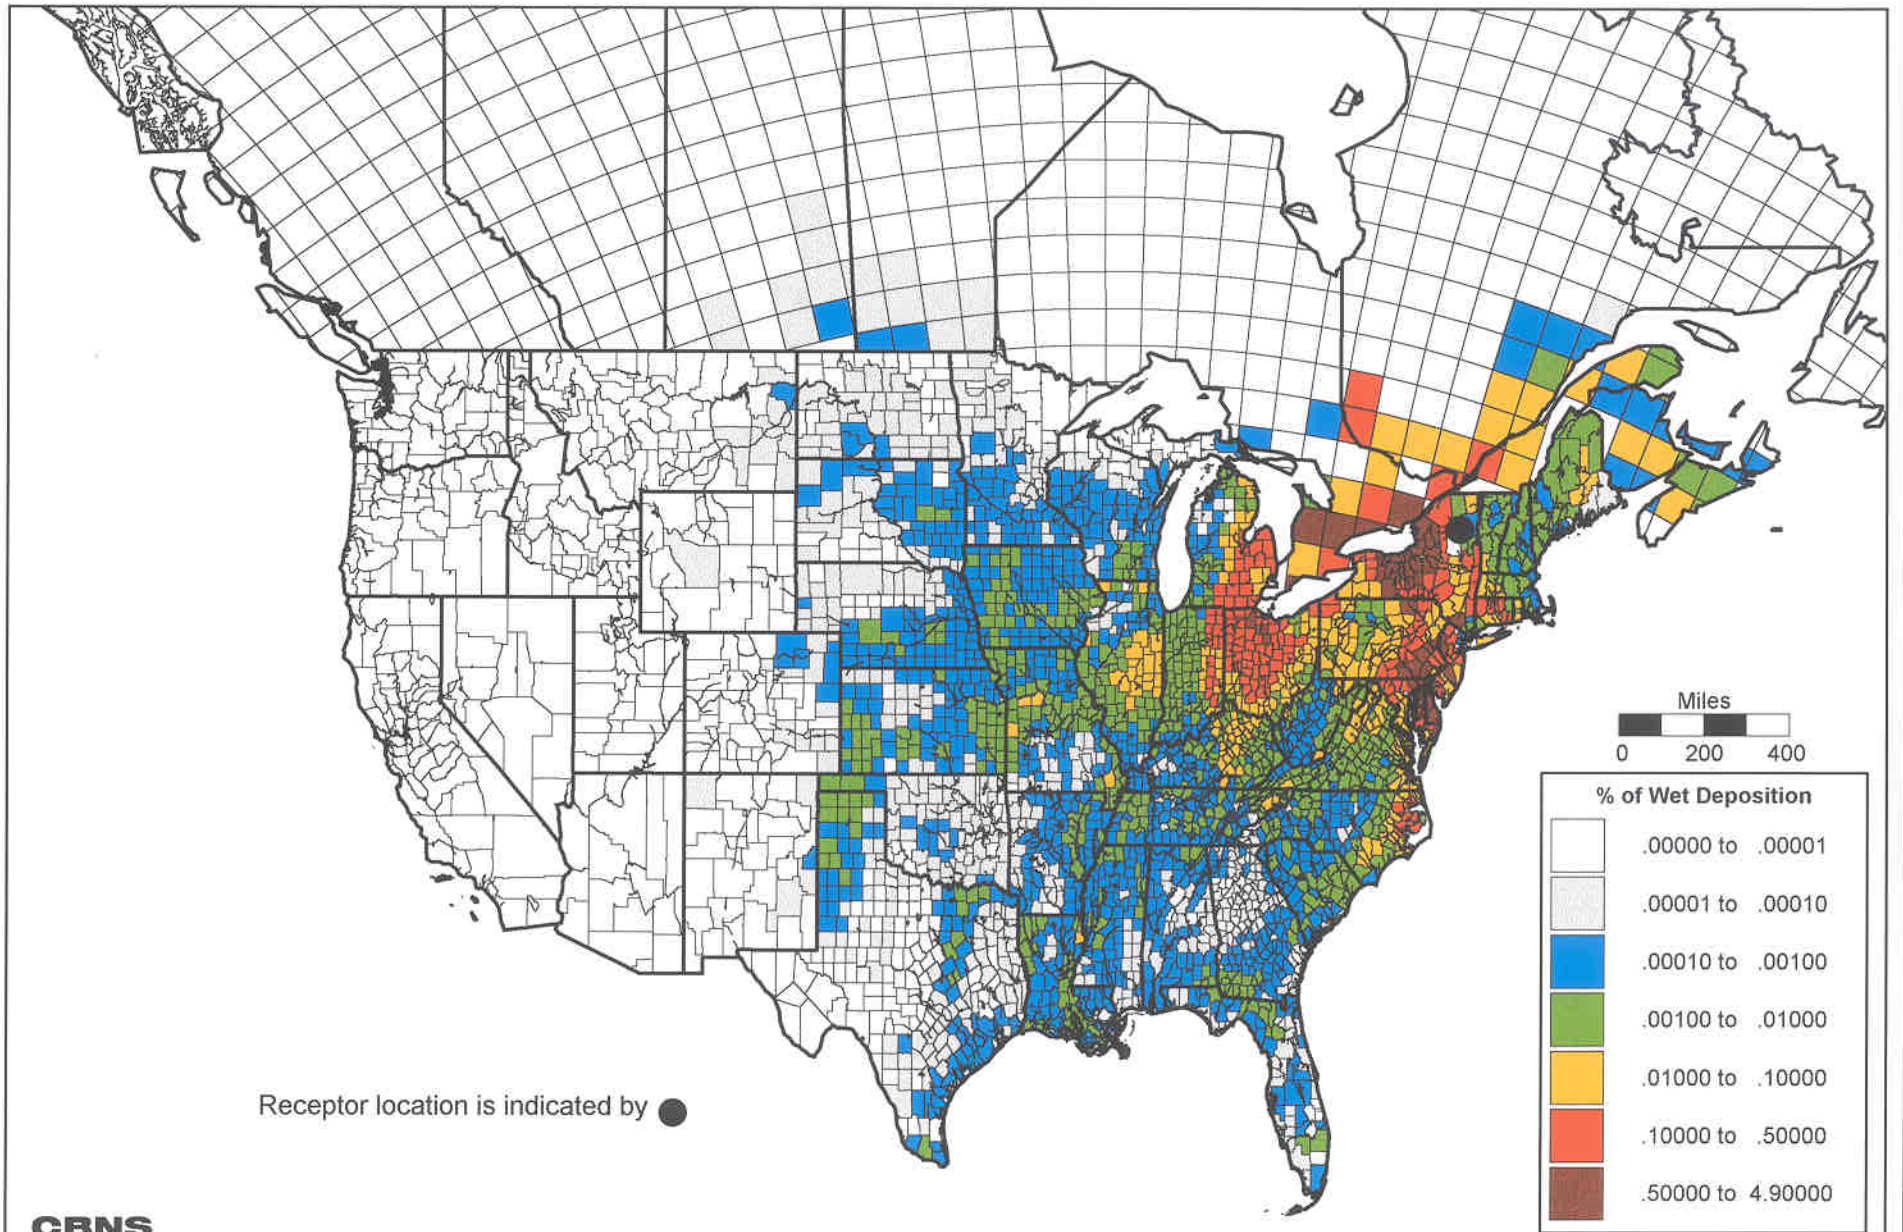 Miles
0 200 400
% of Wet Deposition
.00000 to .00001
.00001 to .00010
.00010 to .00100
.00100 to .01000
.01000 to .10000
.10000 to .50000
.50000 to 4.90000
Receptor location is indicated by
CBNS